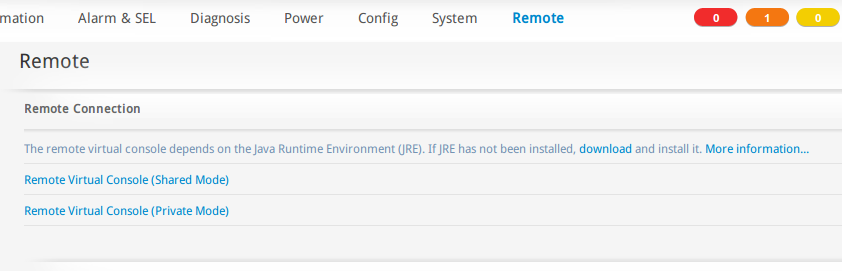 mation Alarm & SEL Diagnosis Power Config System Remote 0 1 0
Remote
Remote Connection
The remote virtual console depends on the Java Runtime Environment (JRE). If JRE has not been installed, download and install it. More information...
Remote Virtual Console (Shared Mode)
Remote Virtual Console (Private Mode)